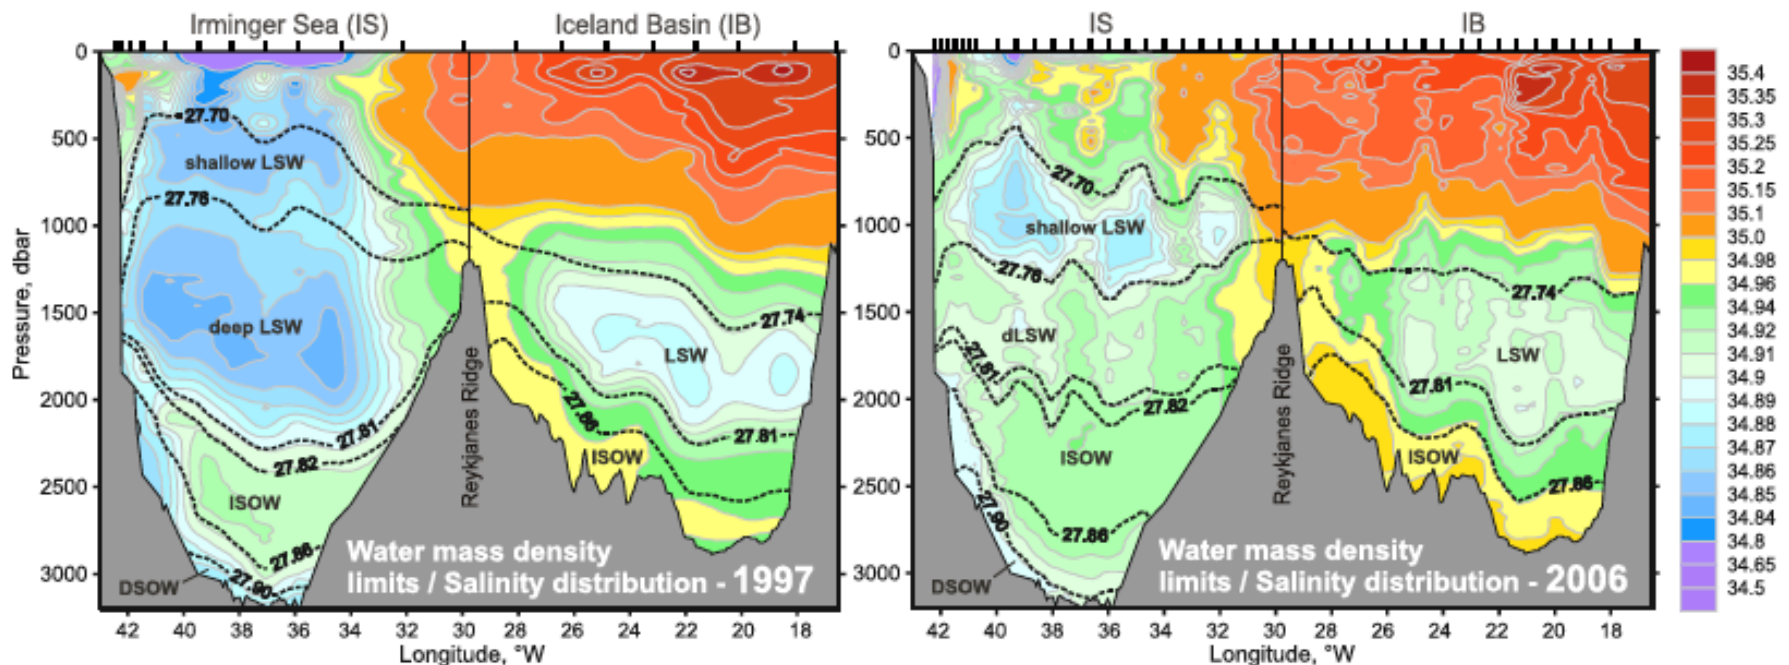 Irminger Sea (IS)
Iceland Basin (IB)
0
500
1000
1500
2000
2500
3000
Pressure, dbar
27.70
shallow LSW
27.76
deep LSW
27.74
LSW
27.81
27.82
27.86
27.81
ISOW
ISOW
27.86
27.90
DSOW
Reykjanes Ridge
Water mass density
limits / Salinity distribution - 1997
42 40 38 36 34 32 30 28 26 24 22 20 18
Longitude, °W
IS
IB
0
500
1000
1500
2000
2500
3000
27.70
shallow LSW
27.76
27.74
dLSW
LSW
27.81
27.81
27.82
ISOW
ISOW
27.86
27.90
27.86
DSOW
Reykjanes Ridge
Water mass density
limits / Salinity distribution - 2006
42 40 38 36 34 32 30 28 26 24 22 20 18
Longitude, °W
35.4
35.35
35.3
35.25
35.2
35.15
35.1
35.0
34.98
34.96
34.94
34.92
34.91
34.9
34.89
34.88
34.87
34.86
34.85
34.84
34.8
34.65
34.5